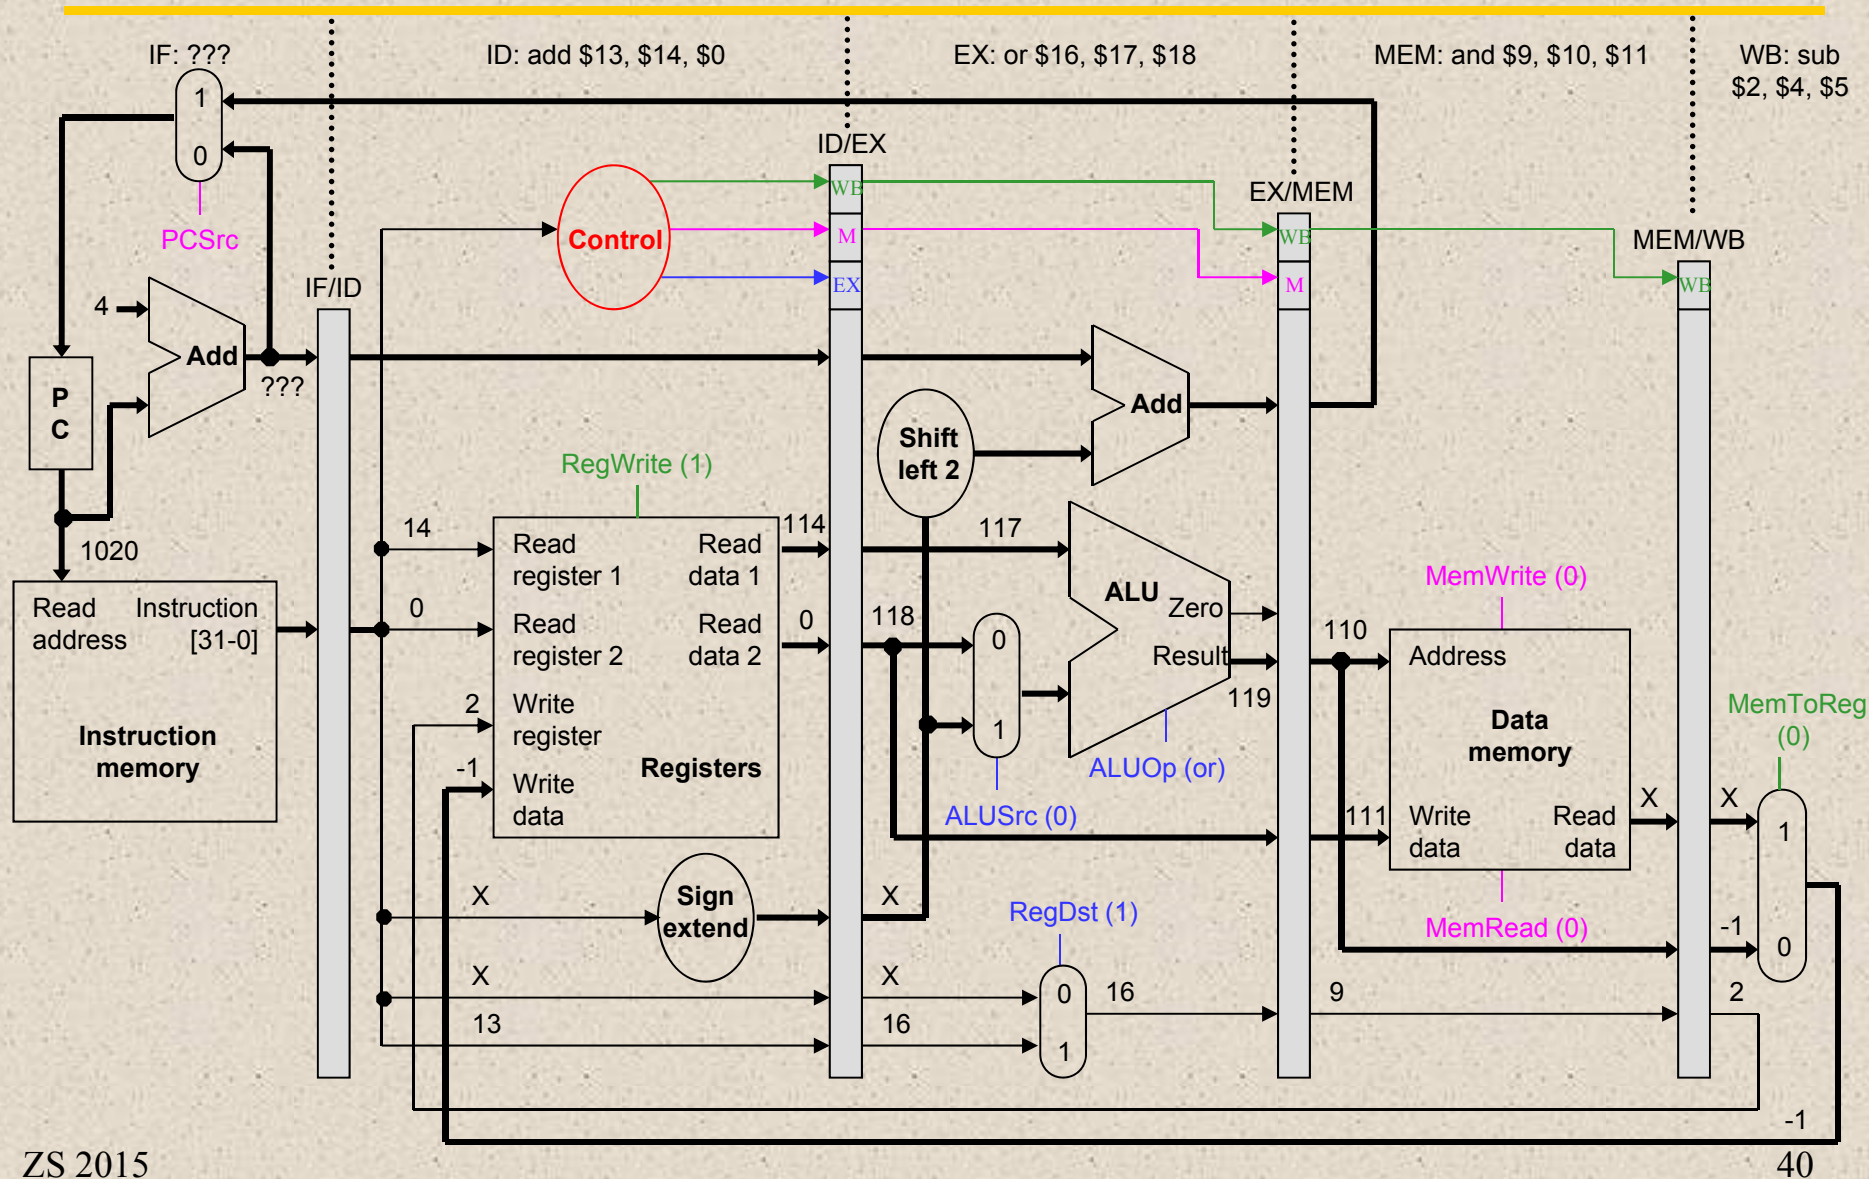 IF: ???
ID: add $13, $14, $0
EX: or $16, $17, $18
MEM: and $9, $10, $11
WB: sub
$2, $4, $5
1
0
PCSrc
ID/EX
WB
M
EX
EX/MEM
WB
M
MEM/WB
WB
Control
IF/ID
4
Add
???
P
C
1020
Read
address
Instruction
[31-0]
Instruction
memory
RegWrite (1)
14
0
2
-1
Read
register 1
Read
data 1
Read
register 2
Read
data 2
Write
register
Write
data
Registers
114
0
X
Sign
extend
X
13
Shift
left 2
Add
117
118
0
1
ALU
Zero
Result
119
ALUOp (or)
ALUSrc (0)
X
RegDst (1)
X
16
0
1
16
MemWrite (0)
110
Address
Data
memory
111
Write
data
Read
data
X
MemRead (0)
9
MemToReg
(0)
X
1
-1
0
2
-1
ZS 2015
40